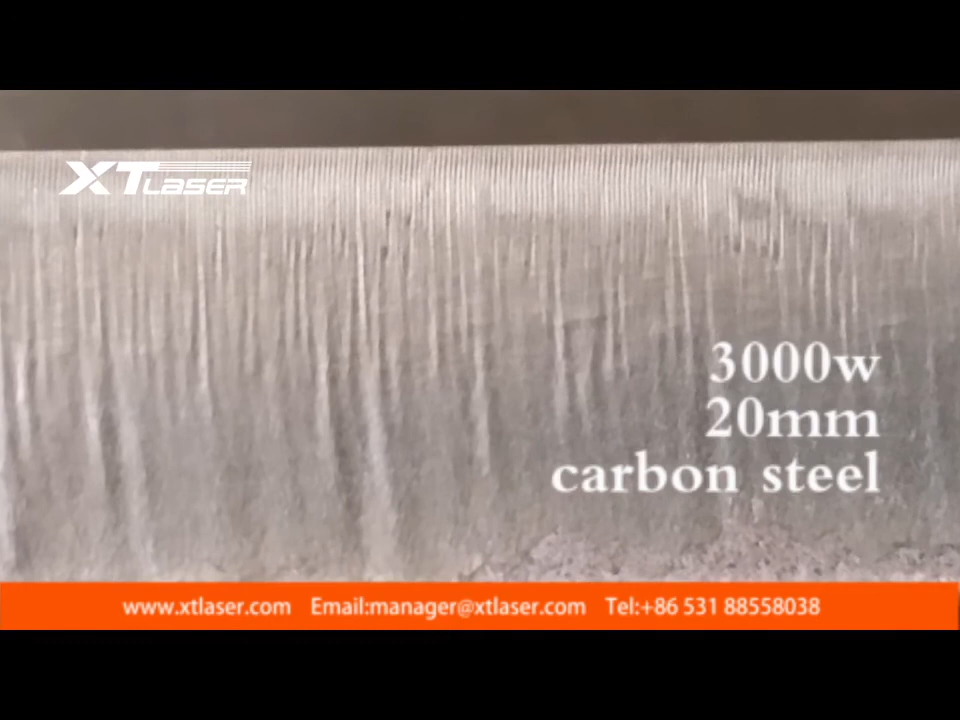 XT LASER
3000w
20mm
carbon steel
www.xtlaser.com Email:manager@xtlaser.com Tel:+86 531 88558038